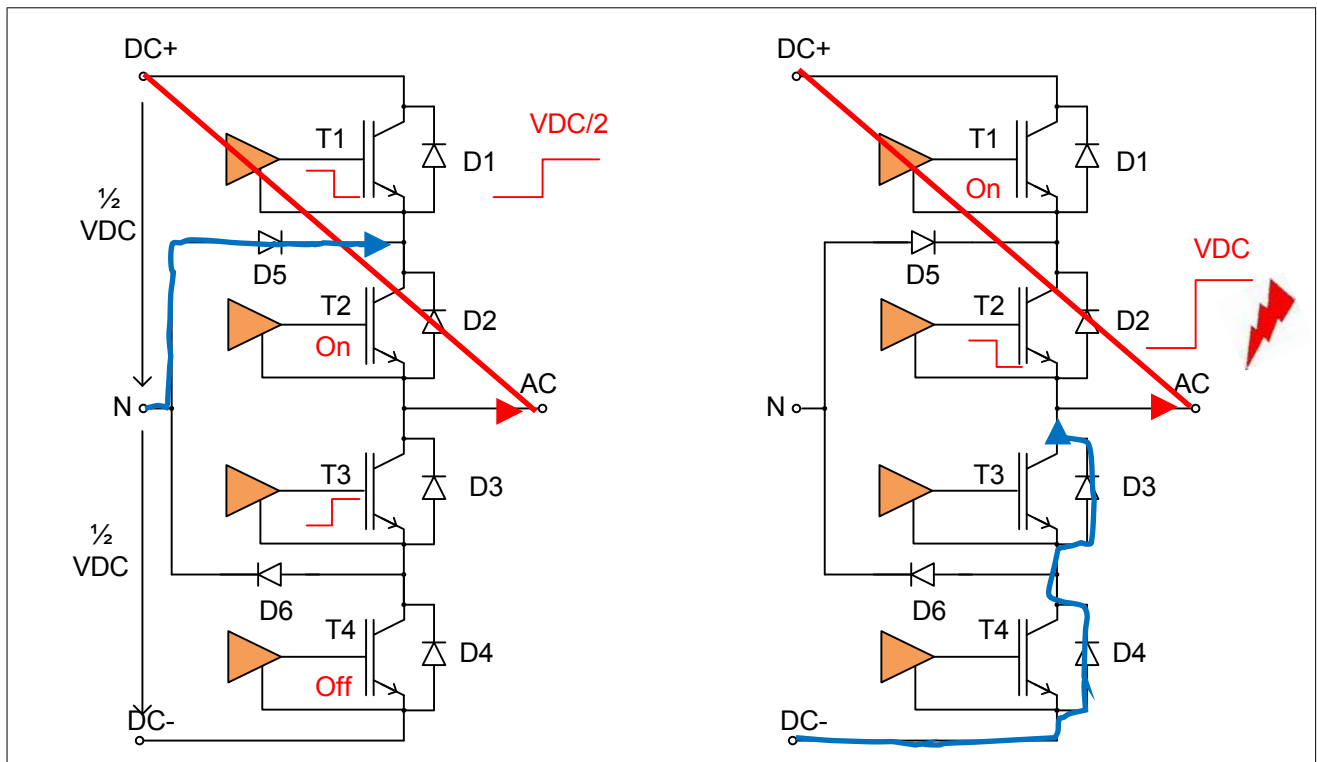 DC+
T1
D1
VDC/2
½
VDC
D5
T2
D2
On
AC
N
T3
D3
½
VDC
D6
T4
D4
Off
DC-
DC+
T1
D1
On
D5
VDC
T2
D2
AC
N
T3
D3
D6
T4
D4
DC-